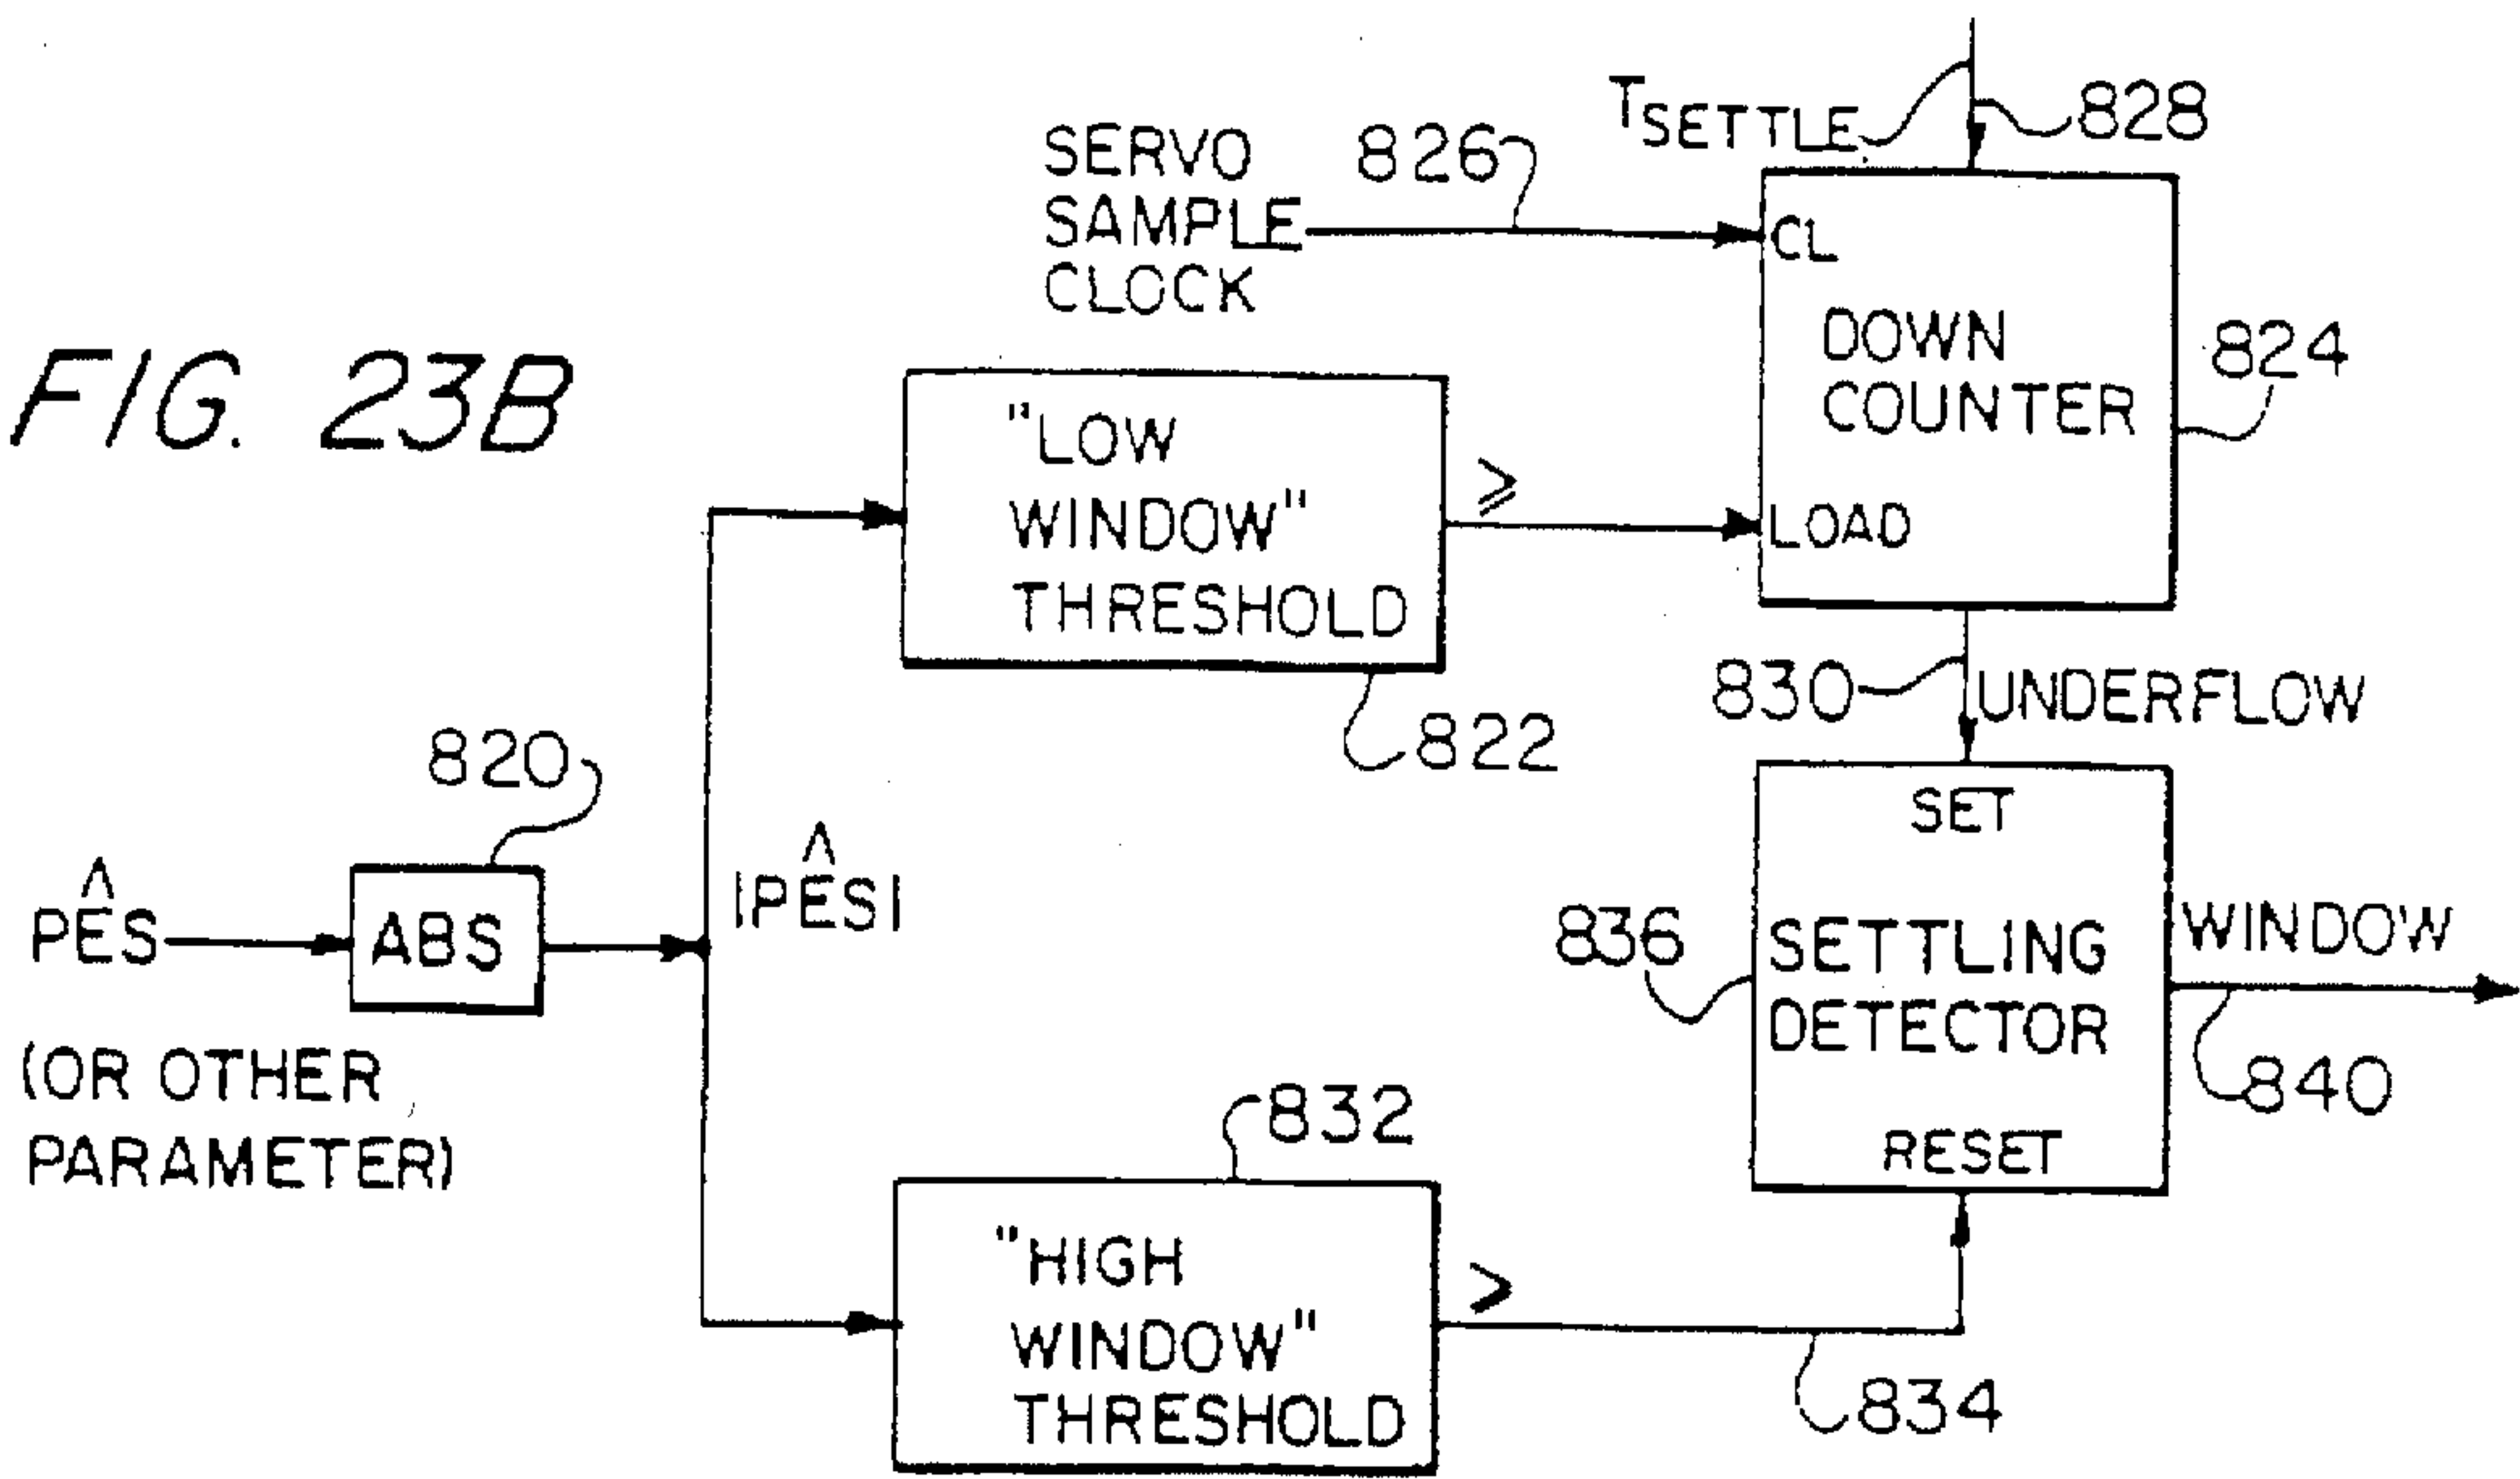 FIG. 23B
SERVO
SAMPLE
CLOCK
826
TSETTLE
828
CL
DOWN
COUNTER
LOAD
824
"LOW
WINDOW"
THRESHOLD
≥
822
830
UNDERFLOW
820
^
PES
ABS
^
|PES|
(OR OTHER
PARAMETER)
SET
836
SETTLING
DETECTOR
RESET
WINDOW
840
832
"HIGH
WINDOW"
THRESHOLD
>
834